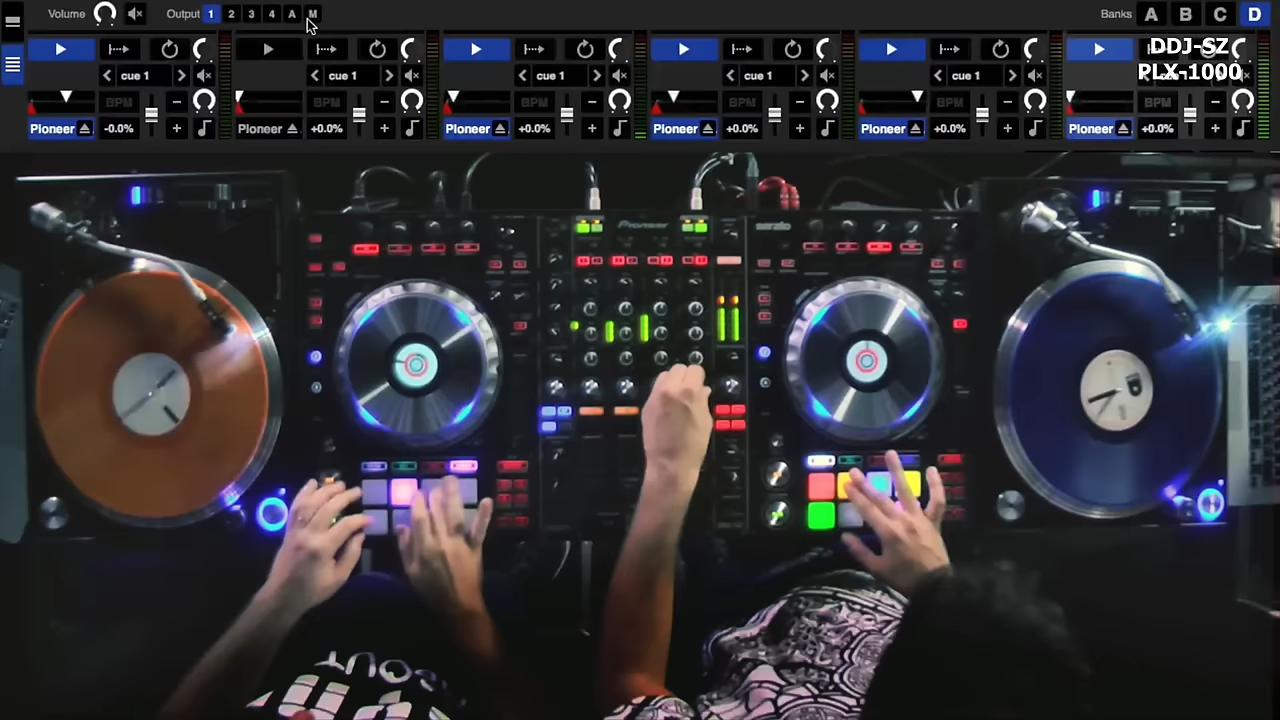 Volume Output 1 2 3 4 A M Banks A B C D
DDJ-SZ
PLX-1000
cue 1 cue 1 cue 1 cue 1 cue 1
BPM BPM BPM BPM BPM BPM
Pioneer -0.0% Pioneer +0.0% Pioneer +0.0% Pioneer +0.0% Pioneer +0.0% Pioneer +0.0%
Pioneer
serato